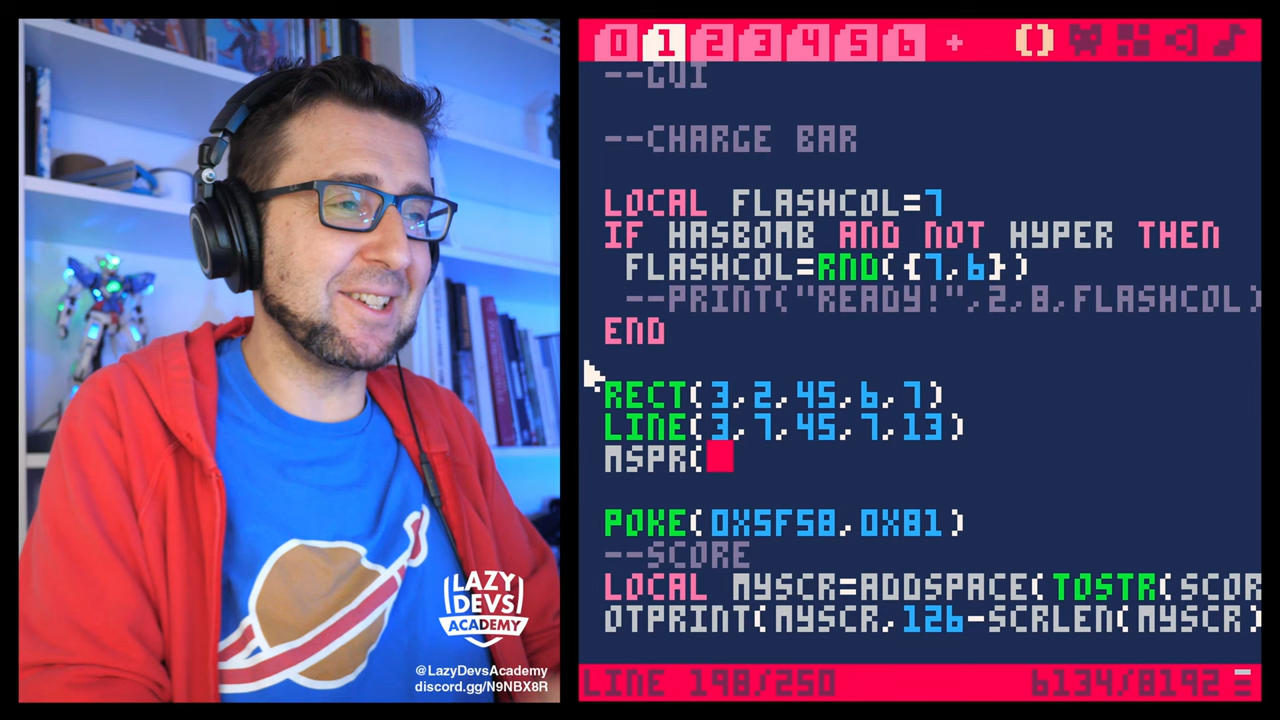 LAZY
DEVS
ACADEMY
@LazyDevsAcademy
discord.gg/N9NBX8R
0 1 2 3 4 5 6 +
--GUI
--CHARGE BAR
LOCAL FLASHCOL=7
IF HASBOMB AND NOT HYPER THEN
FLASHCOL=RND({7,6})
--PRINT("READY!",2,8,FLASHCOL)
END
RECT(3,2,45,6,7)
LINE(3,7,45,7,13)
MSPR(
POKE(0X5F58,0X81)
--SCORE
LOCAL MYSCR=ADDSPACE(TOSTR(SCOR
OTPRINT(MYSCR,126-SCRLEN(MYSCR)
LINE 198/250
6134/8192